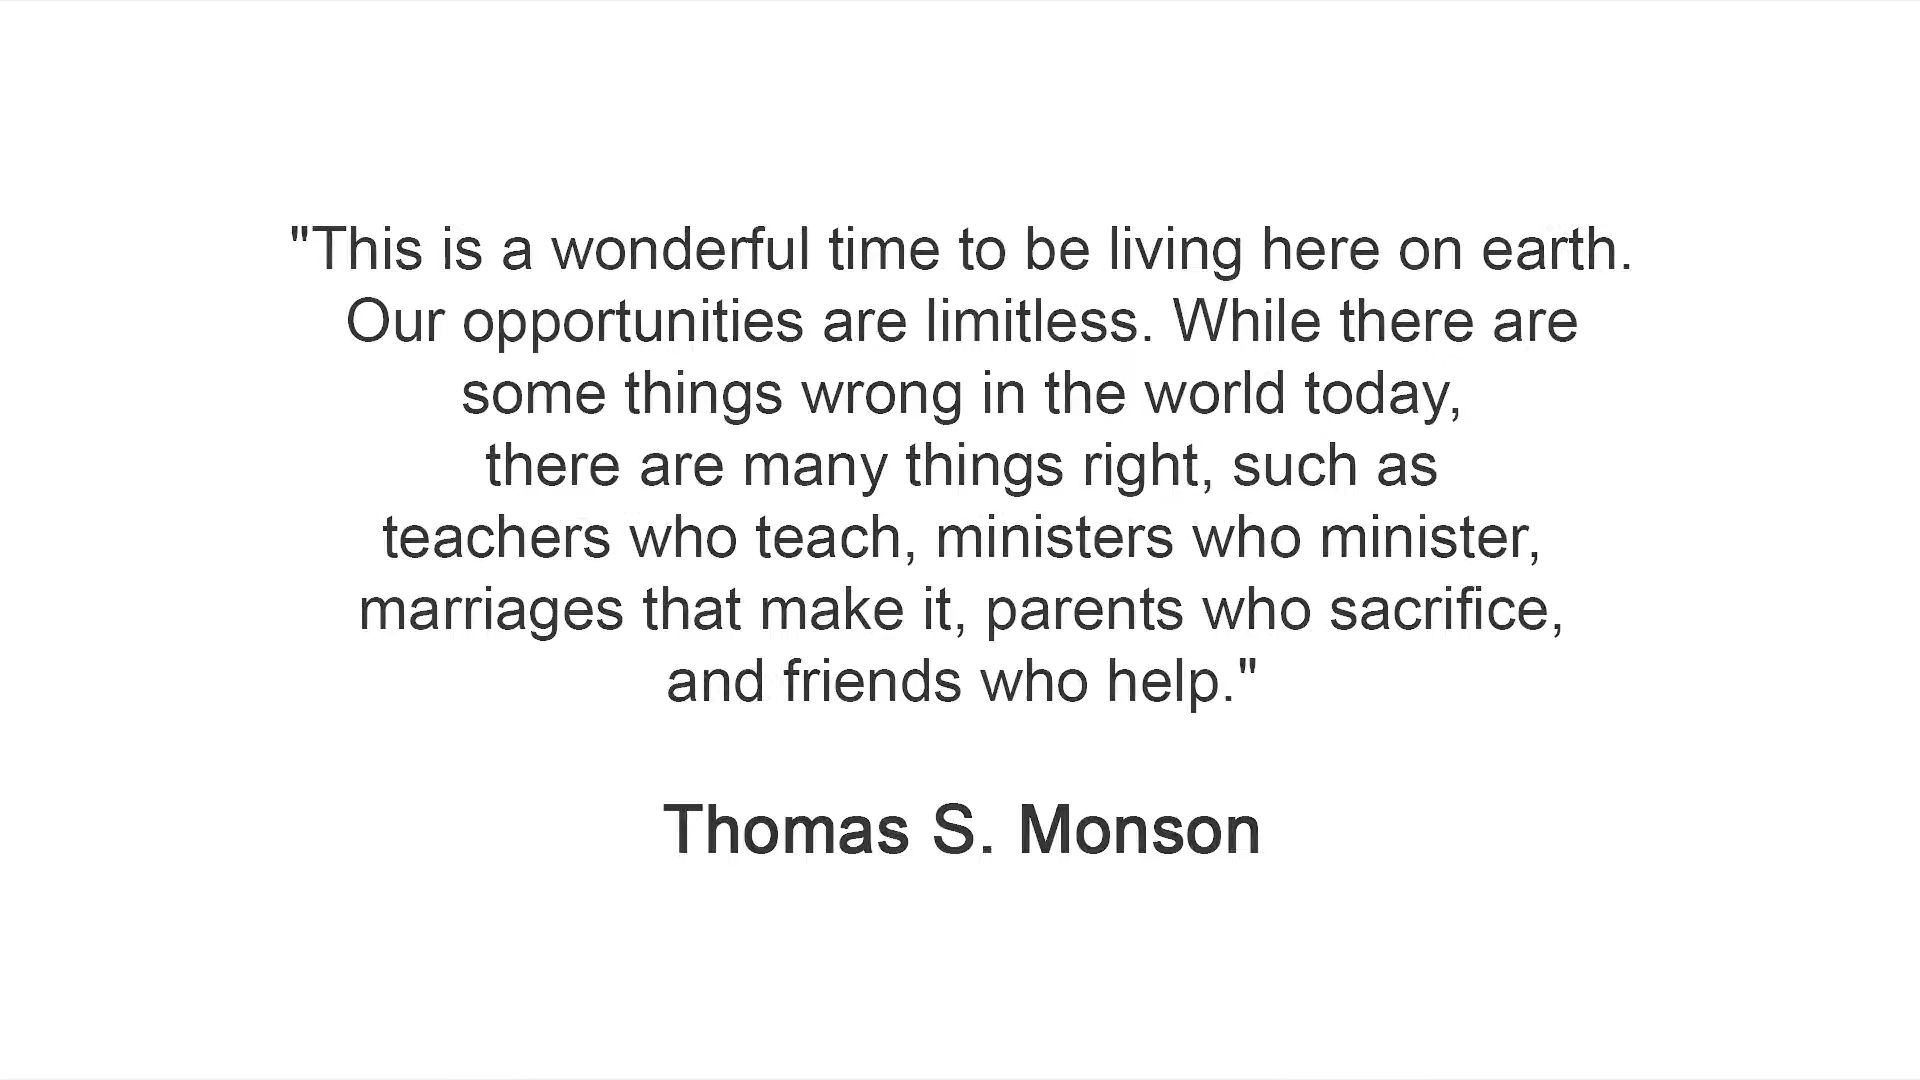 "This is a wonderful time to be living here on earth.
Our opportunities are limitless. While there are
some things wrong in the world today,
there are many things right, such as
teachers who teach, ministers who minister,
marriages that make it, parents who sacrifice,
and friends who help."
Thomas S. Monson